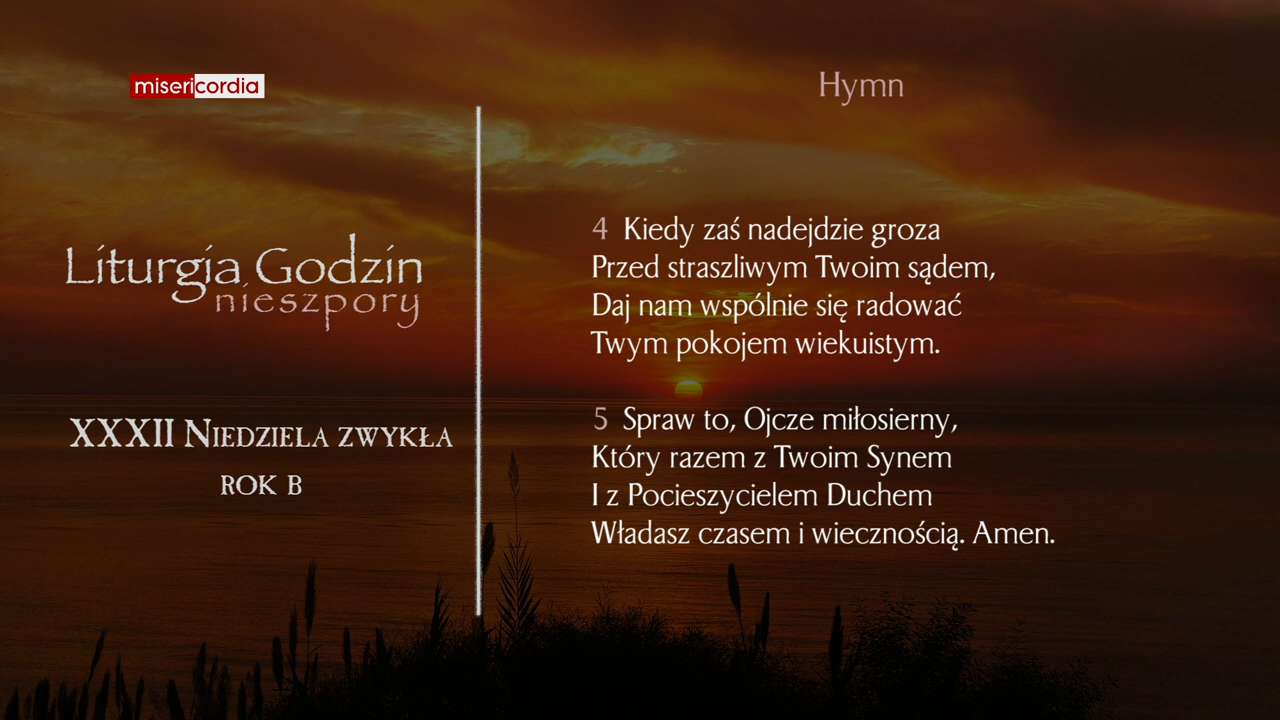 misericordia
Hymn
Liturgia Godzin
nieszpory
XXXII Niedziela zwykła
rok B
4 Kiedy zaś nadejdzie groza
Przed straszliwym Twoim sądem,
Daj nam wspólnie się radować
Twym pokojem wiekuistym.
5 Spraw to, Ojcze miłosierny,
Który razem z Twoim Synem
I z Pocieszycielem Duchem
Władasz czasem i wiecznością. Amen.